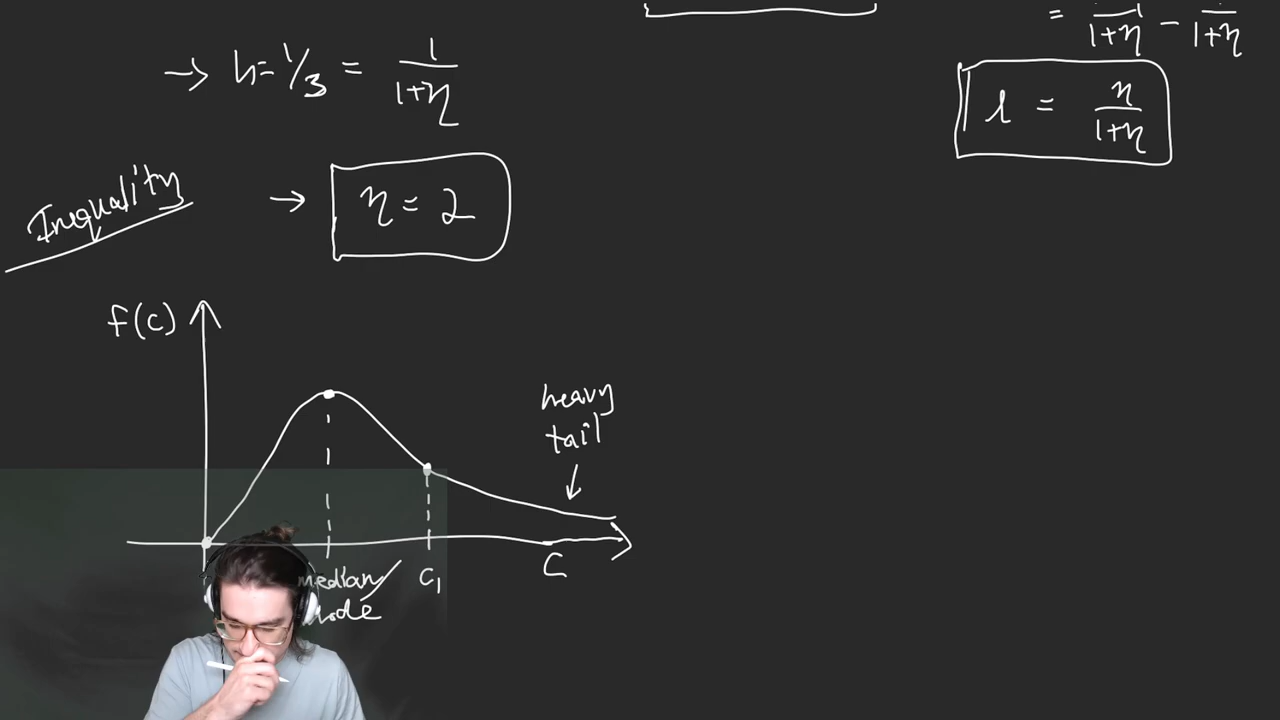 = 1/(1+η) - 1/(1+η)
→ h = 1/3 = 1/(1+η)
l = η/(1+η)
Inequality
→ η = 2
f(c)
heavy
tail
median/
mode
c₁
C